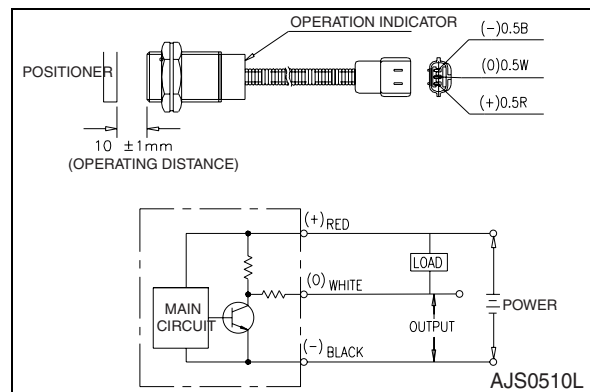 OPERATION INDICATOR
(-)0.5B
POSITIONER
(0)0.5W
(+)0.5R
10 ±1mm
(OPERATING DISTANCE)
(+)RED
LOAD
(0)WHITE
MAIN
CIRCUIT
POWER
OUTPUT
(-)BLACK
AJS0510L